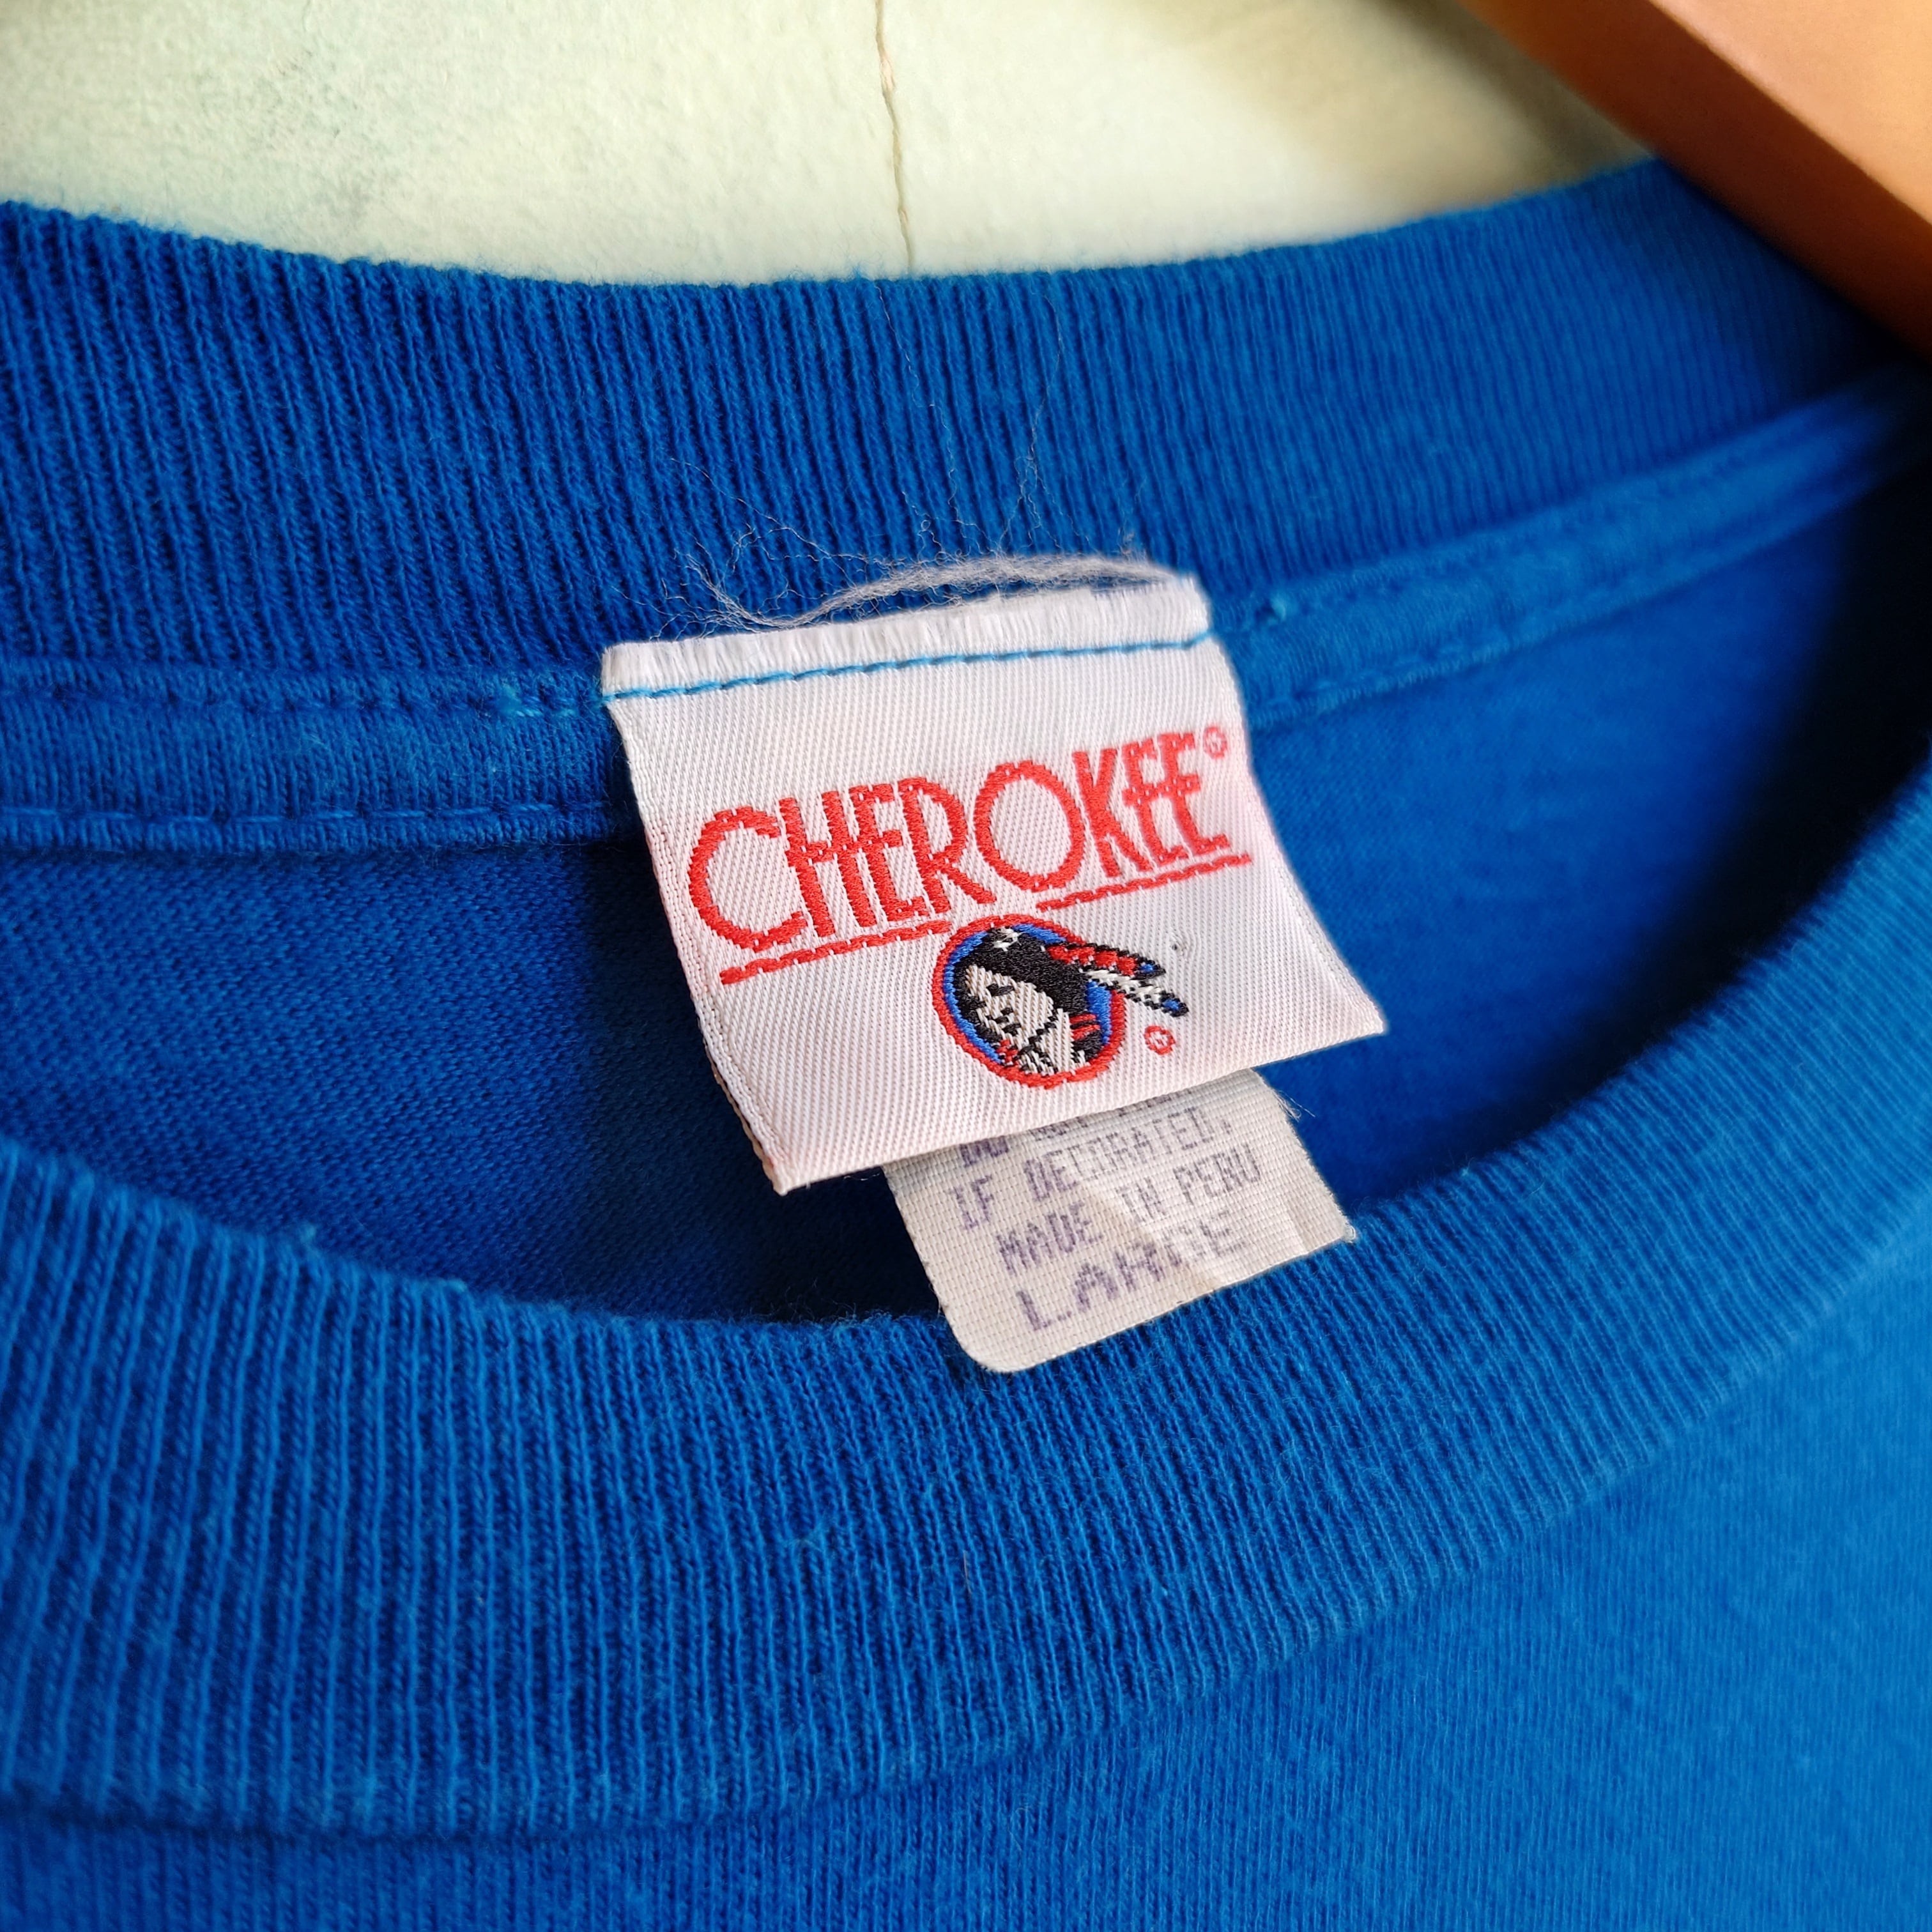 CHEROKEE®
®
IF DECORATED.
MADE IN PERU
LARGE